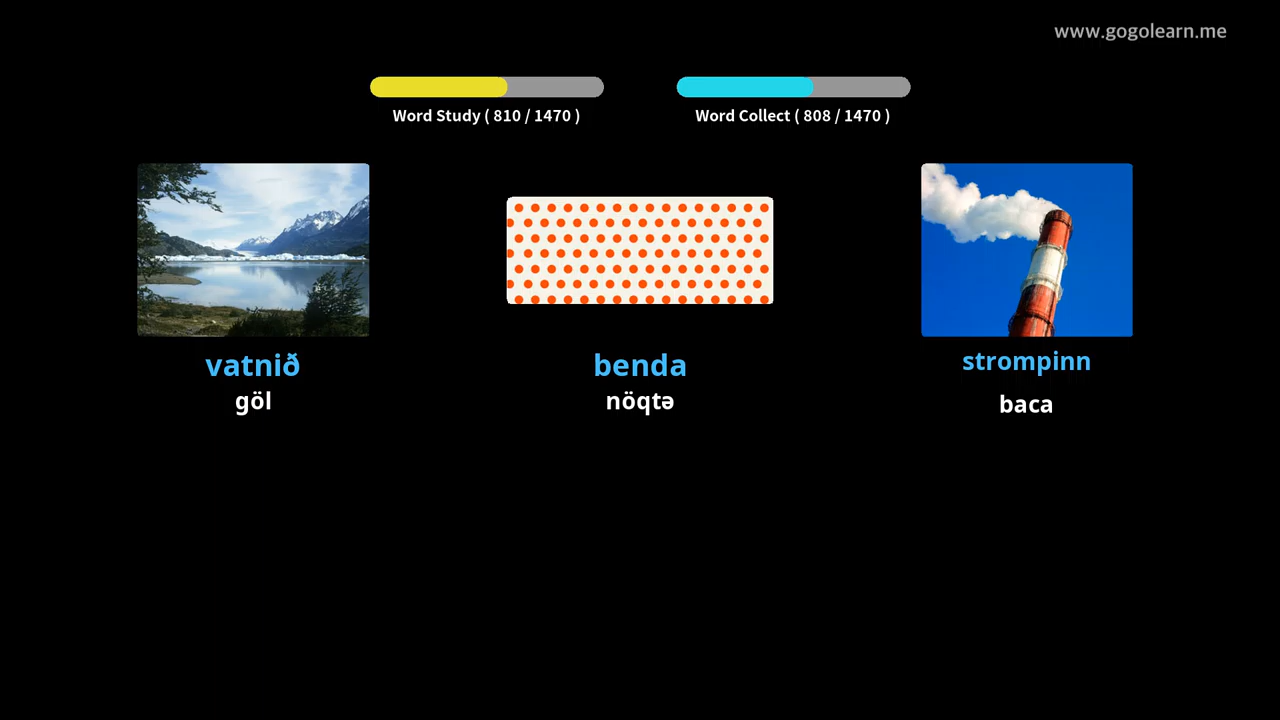 www.gogolearn.me
Word Study ( 810 / 1470 )
Word Collect ( 808 / 1470 )
vatnið
göl
benda
nöqtə
strompinn
baca